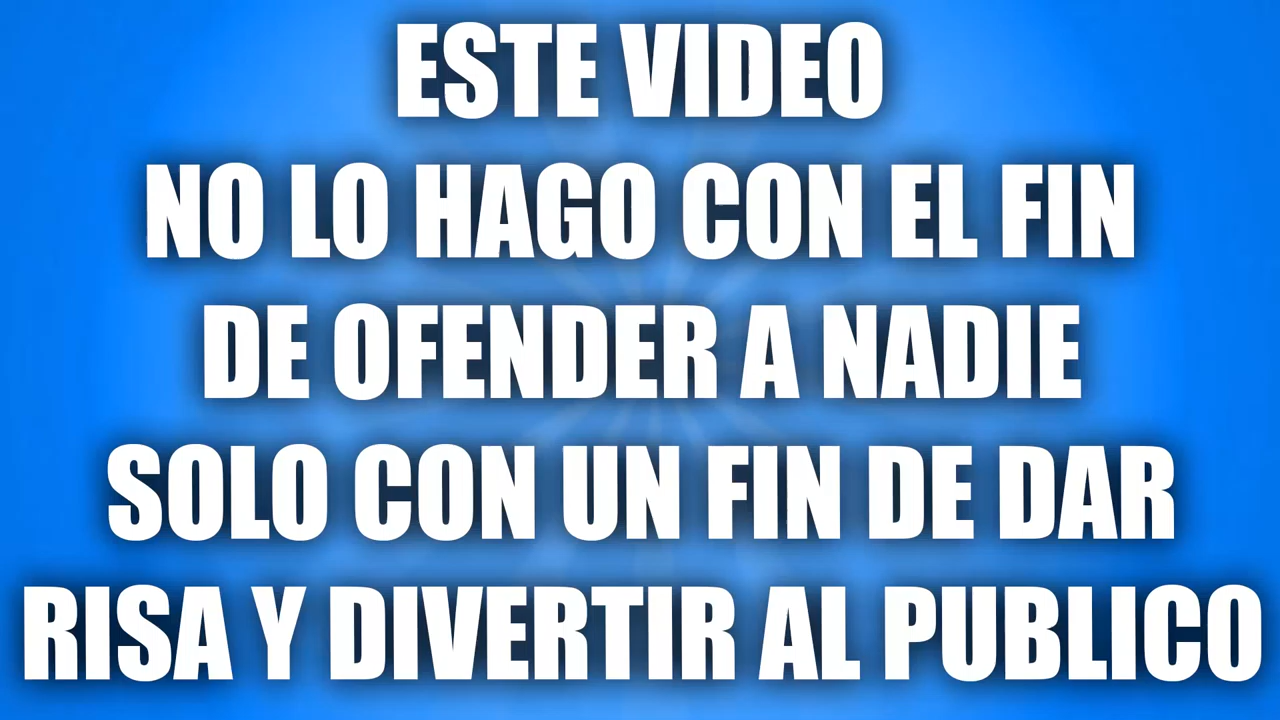 ESTE VIDEO
NO LO HAGO CON EL FIN
DE OFENDER A NADIE
SOLO CON UN FIN DE DAR
RISA Y DIVERTIR AL PUBLICO